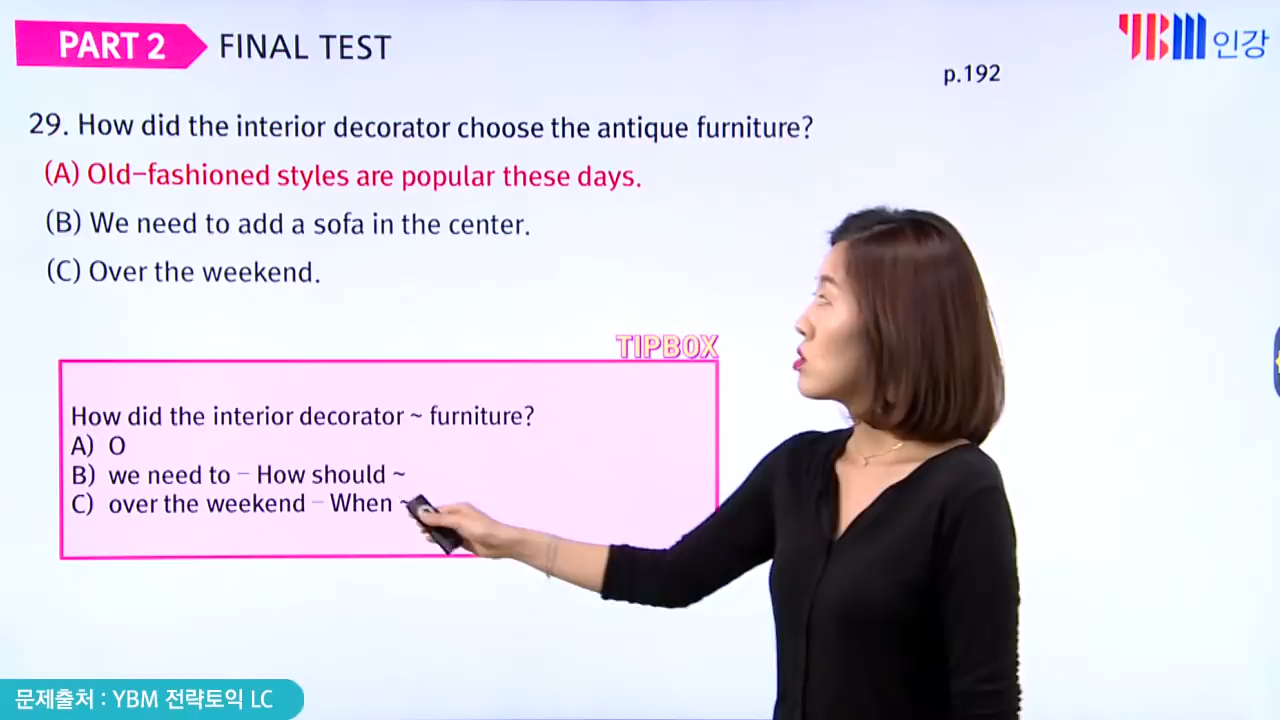 PART 2 FINAL TEST
YBM 인강
p.192
29. How did the interior decorator choose the antique furniture?
(A) Old-fashioned styles are popular these days.
(B) We need to add a sofa in the center.
(C) Over the weekend.
TIPBOX
How did the interior decorator ~ furniture?
A) O
B) we need to – How should ~
C) over the weekend – When ~
문제출처 : YBM 전략토익 LC